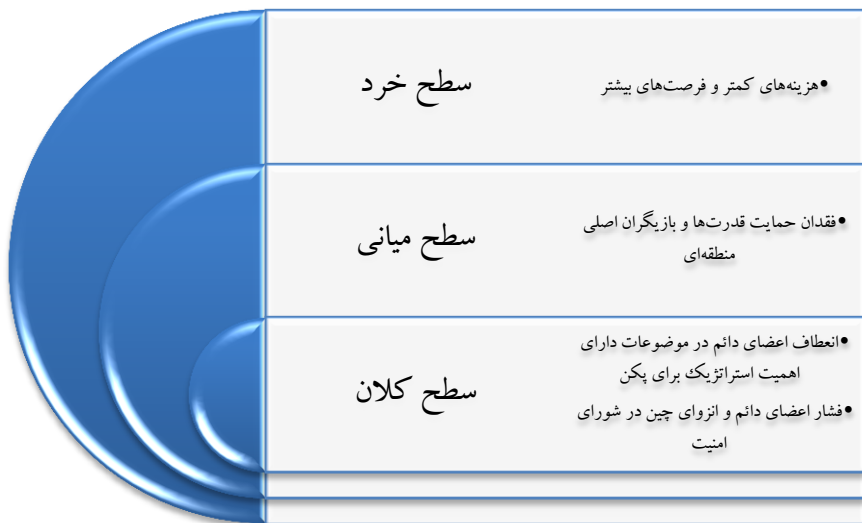 سطح خرد
•هزینه‌های کمتر و فرصت‌های بیشتر
سطح میانی
•فقدان حمایت قدرت‌ها و بازیگران اصلی
منطقه‌ای
سطح کلان
•انعطاف اعضای دائم در موضوعات دارای
اهمیت استراتژیک برای پکن
•فشار اعضای دائم و انزوای چین در شورای
امنیت